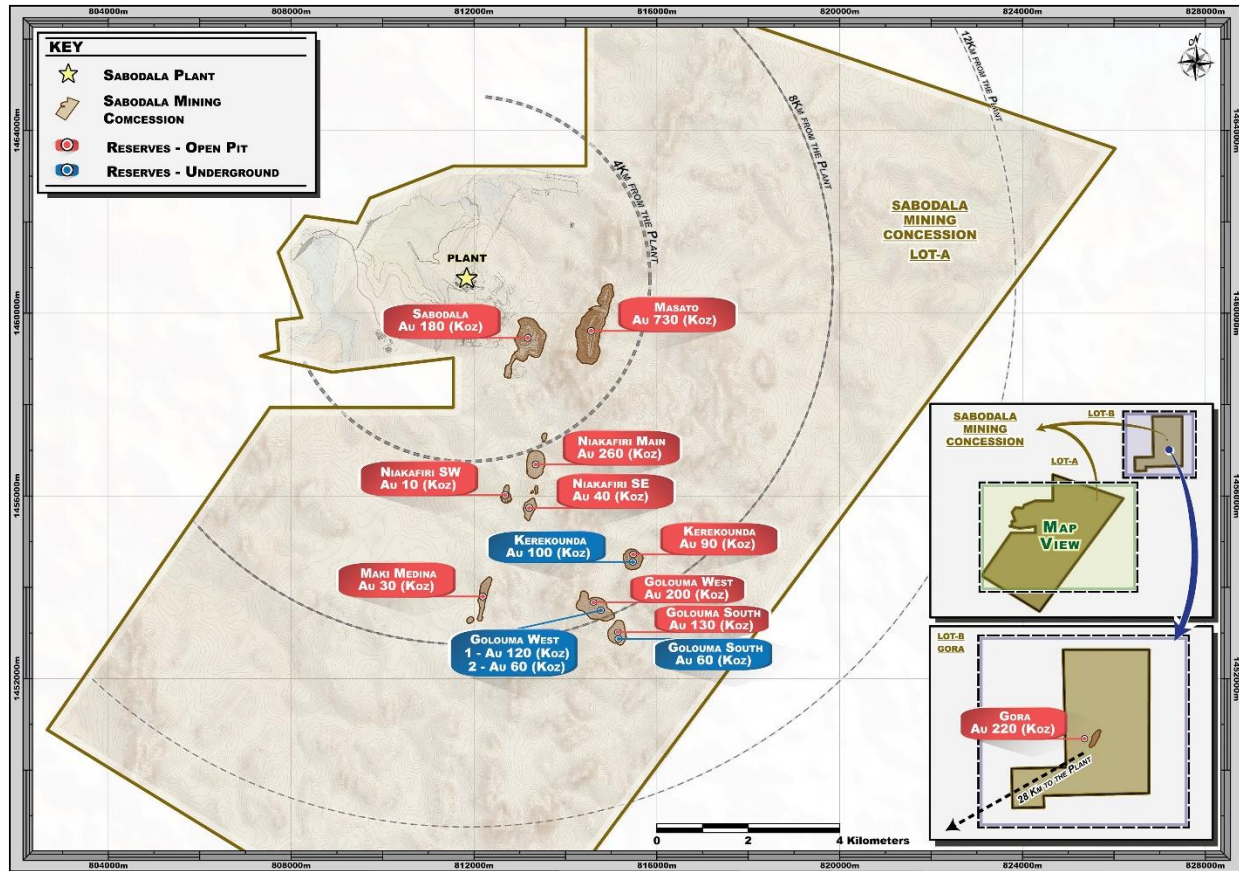 804000m
808000m
812000m
816000m
820000m
824000m
828000m
KEY
SABODALA PLANT
SABODALA MINING
COMCESSION
RESERVES - OPEN PIT
RESERVES - UNDERGROUND
N
1464000m
1464000m
4KM FROM THE PLANT
8KM FROM THE PLANT
12KM FROM THE PLANT
SABODALA
MINING
CONCESSION
LOT-A
PLANT
1460000m
1460000m
SABODALA
AU 180 (KOZ)
MASATO
AU 730 (KOZ)
NIAKAFIRI MAIN
AU 260 (KOZ)
NIAKAFIRI SW
AU 10 (KOZ)
NIAKAFIRI SE
AU 40 (KOZ)
1456000m
1456000m
KEREKOUNDA
AU 100 (KOZ)
KEREKOUNDA
AU 90 (KOZ)
MAKI MEDINA
AU 30 (KOZ)
GOLOUMA WEST
AU 200 (KOZ)
GOLOUMA SOUTH
AU 130 (KOZ)
GOLOUMA WEST
1 - AU 120 (KOZ)
2 - AU 60 (KOZ)
GOLOUMA SOUTH
AU 60 (KOZ)
1452000m
1452000m
SABODALA
MINING
CONCESSION
LOT-B
LOT-A
MAP
VIEW
LOT-B
GORA
GORA
AU 220 (KOZ)
28 KM TO THE PLANT
0
2
4 Kilometers
804000m
808000m
812000m
816000m
820000m
824000m
828000m